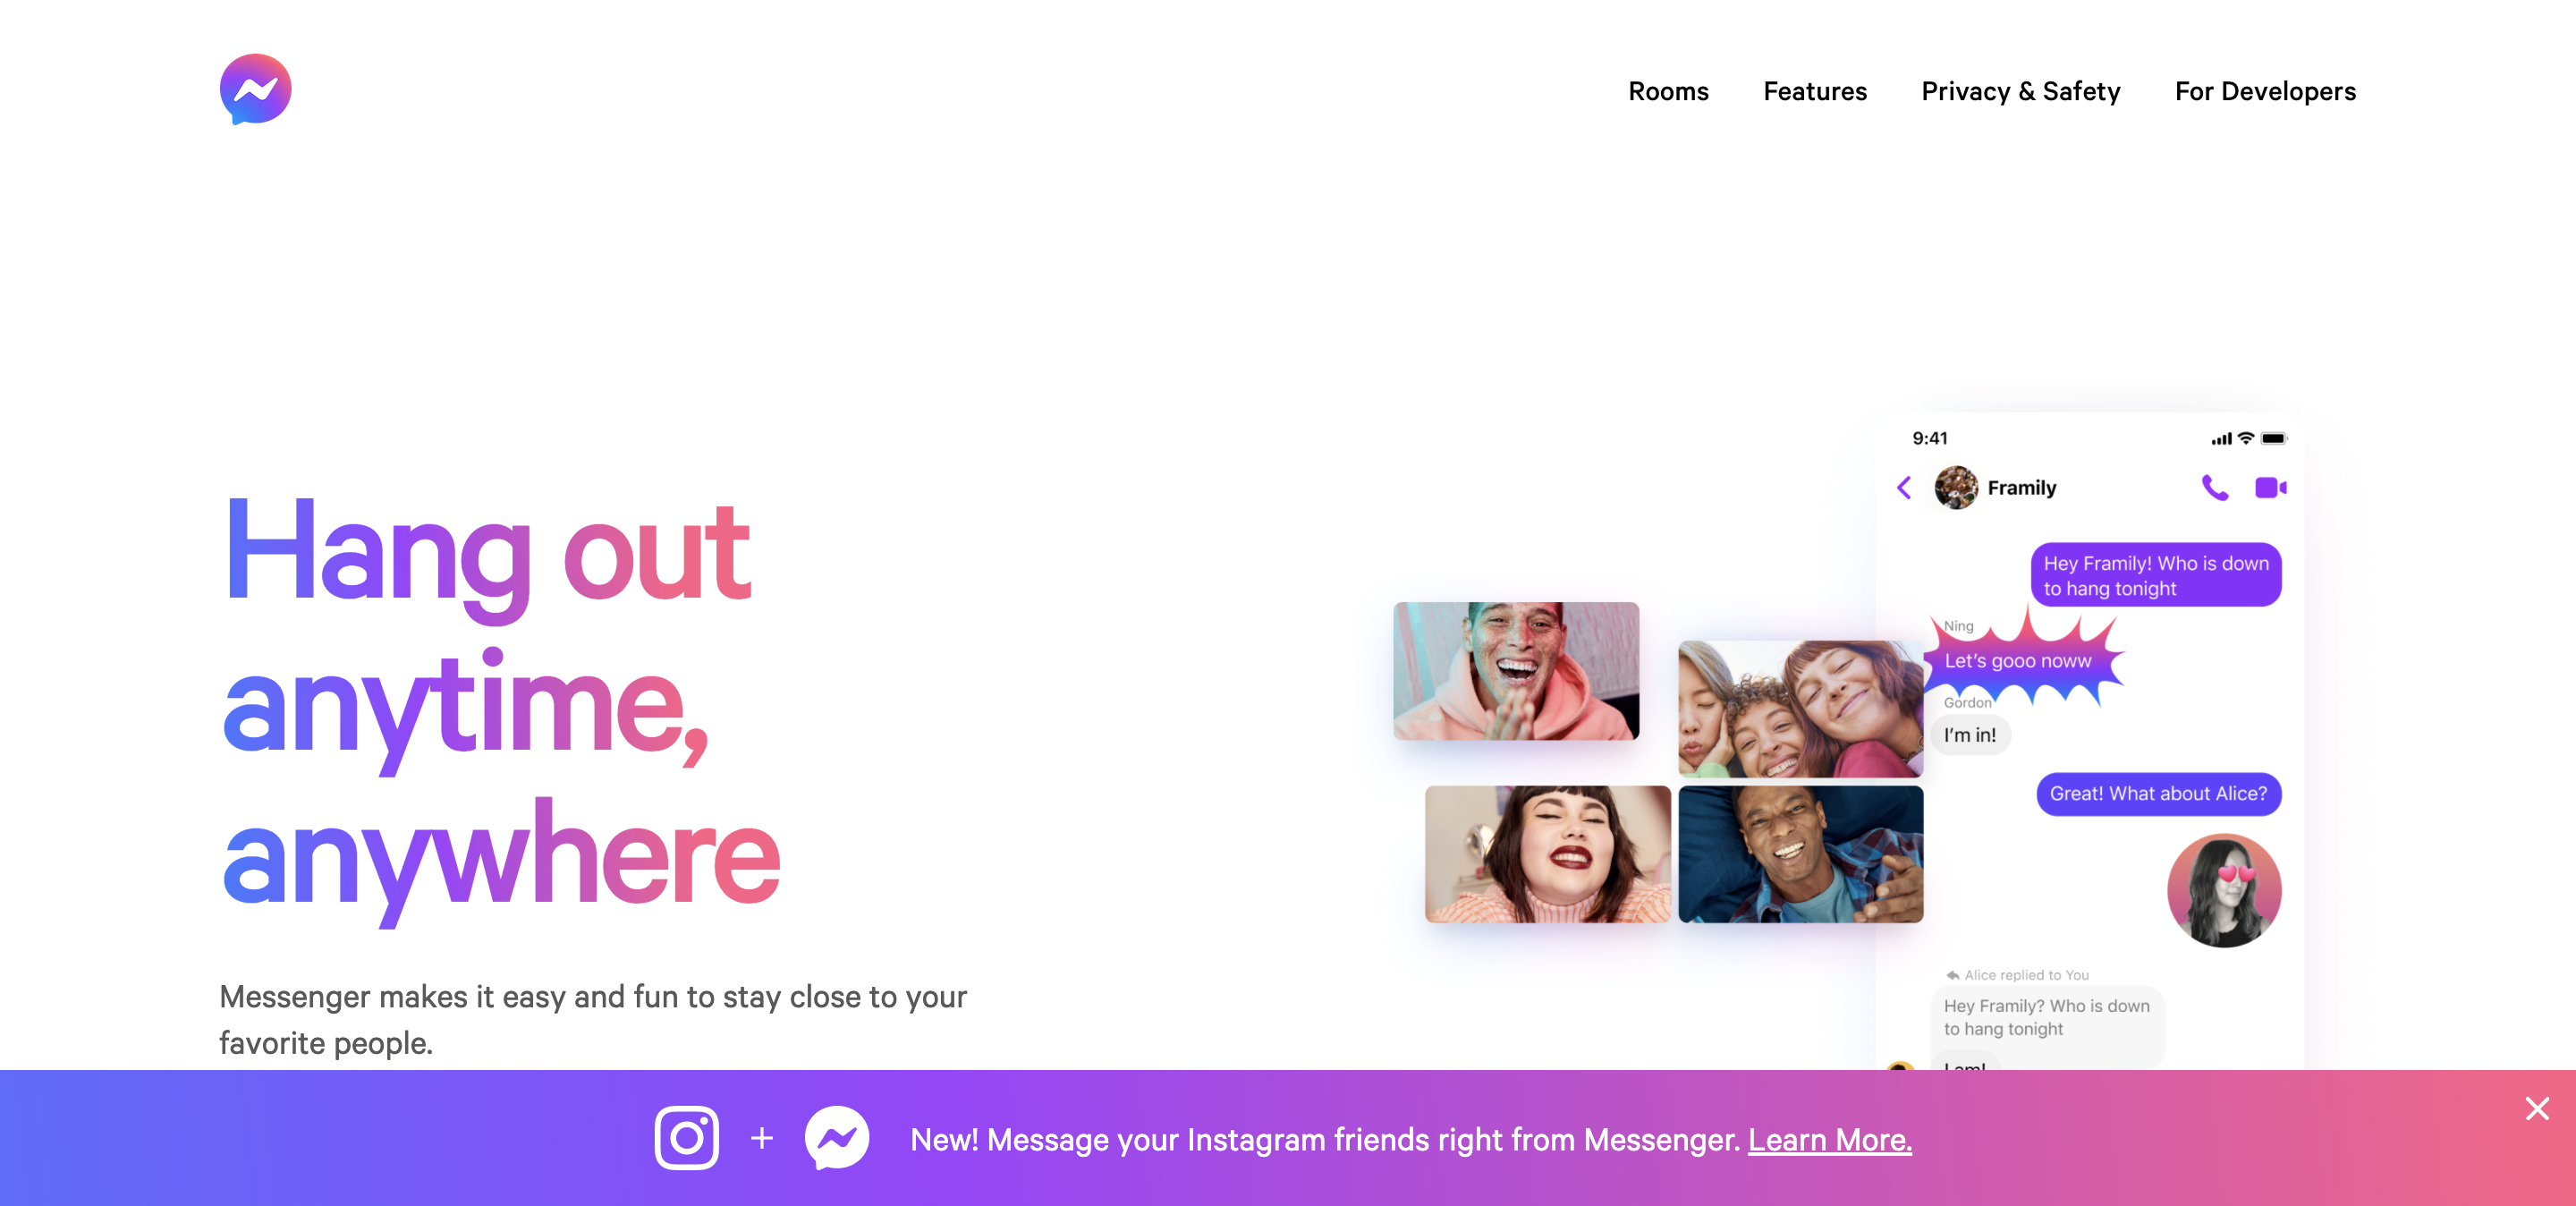 Rooms Features Privacy & Safety For Developers
Hang out
anytime,
anywhere
Messenger makes it easy and fun to stay close to your
favorite people.
9:41
Framily
Hey Framily! Who is down
to hang tonight
Ning
Let's gooo noww
Gordon
I'm in!
Great! What about Alice?
Alice replied to You
Hey Framily? Who is down
to hang tonight
I am!
+ New! Message your Instagram friends right from Messenger. Learn More.